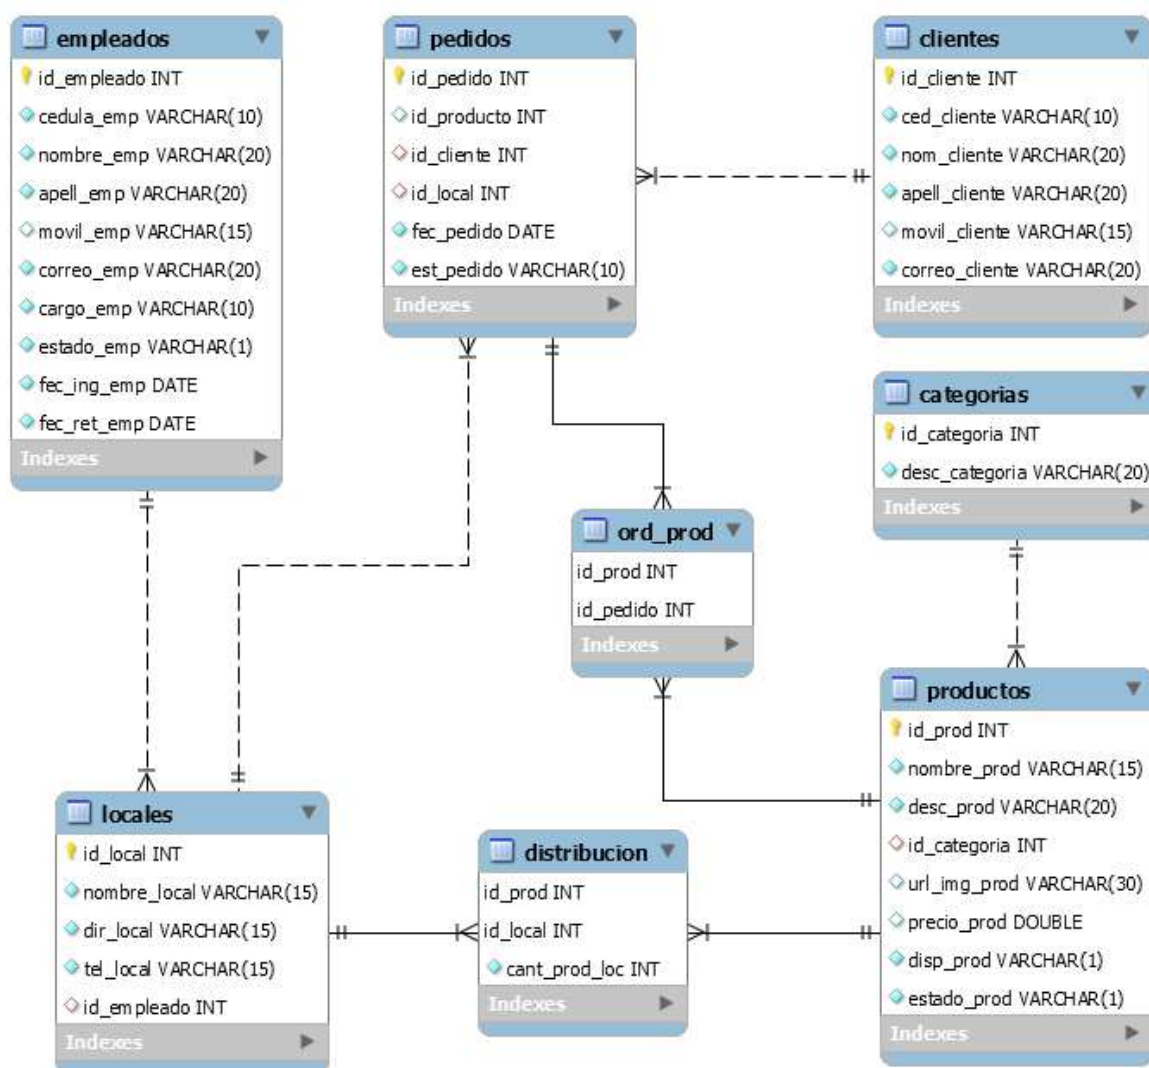 empleados
id_empleado INT
cedula_emp VARCHAR(10)
nombre_emp VARCHAR(20)
apell_emp VARCHAR(20)
movil_emp VARCHAR(15)
correo_emp VARCHAR(20)
cargo_emp VARCHAR(10)
estado_emp VARCHAR(1)
fec_ing_emp DATE
fec_ret_emp DATE
Indexes
pedidos
id_pedido INT
id_producto INT
id_cliente INT
id_local INT
fec_pedido DATE
est_pedido VARCHAR(10)
Indexes
clientes
id_cliente INT
ced_cliente VARCHAR(10)
nom_cliente VARCHAR(20)
apell_cliente VARCHAR(20)
movil_cliente VARCHAR(15)
correo_cliente VARCHAR(20)
Indexes
categorias
id_categoria INT
desc_categoria VARCHAR(20)
Indexes
ord_prod
id_prod INT
id_pedido INT
Indexes
productos
id_prod INT
nombre_prod VARCHAR(15)
desc_prod VARCHAR(20)
id_categoria INT
url_img_prod VARCHAR(30)
precio_prod DOUBLE
disp_prod VARCHAR(1)
estado_prod VARCHAR(1)
Indexes
locales
id_local INT
nombre_local VARCHAR(15)
dir_local VARCHAR(15)
tel_local VARCHAR(15)
id_empleado INT
Indexes
distribucion
id_prod INT
id_local INT
cant_prod_loc INT
Indexes